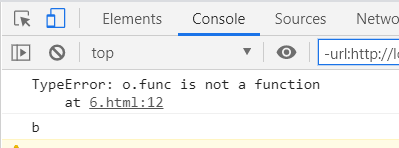 Elements Console Sources Netwo
top -url:http://lo
TypeError: o.func is not a function
at 6.html:12
b